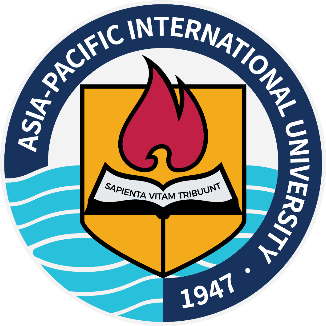 ASIA-PACIFIC INTERNATIONAL UNIVERSITY · 1947
SAPIENTA VITAM TRIBUUNT